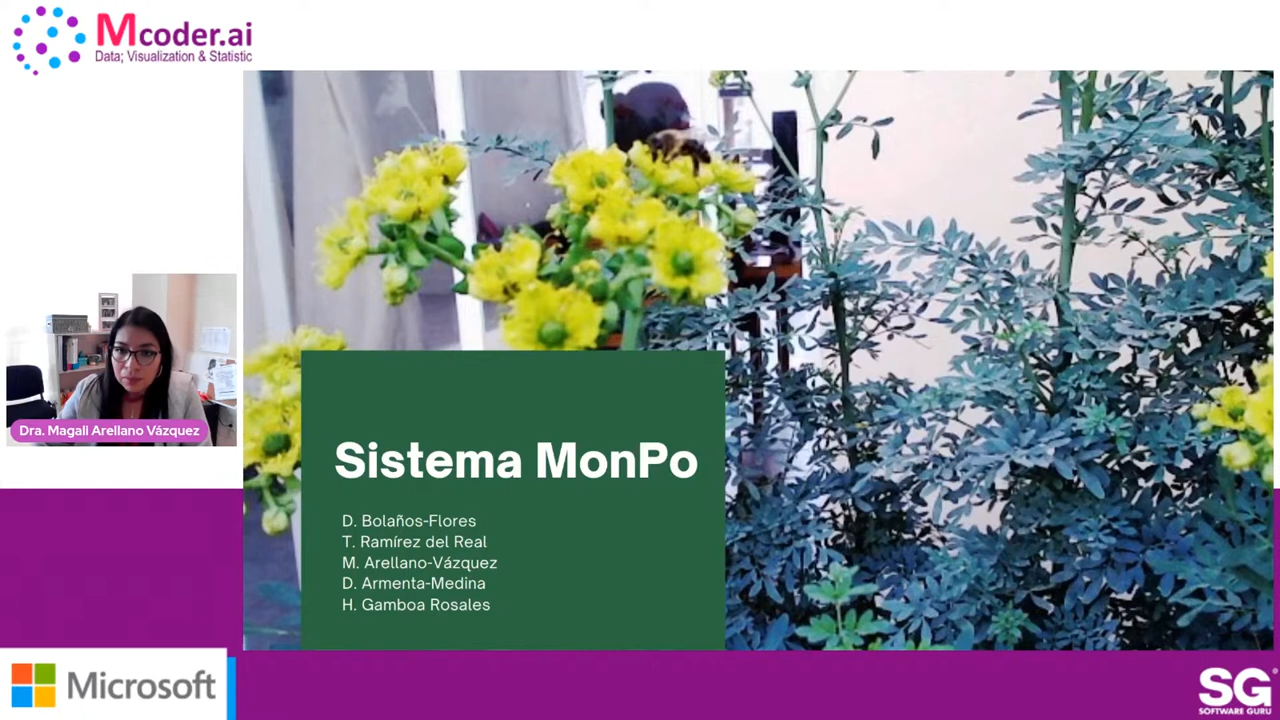 Mcoder.ai
Data; Visualization & Statistic
Dra. Magali Arellano Vázquez
Sistema MonPo
D. Bolaños-Flores
T. Ramírez del Real
M. Arellano-Vázquez
D. Armenta-Medina
H. Gamboa Rosales
Microsoft
SG
SOFTWARE GURU